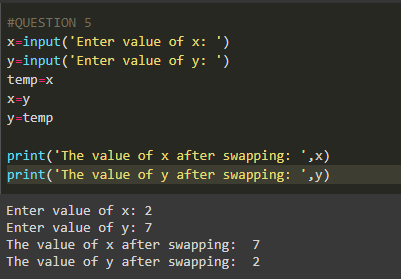 #QUESTION 5
x=input('Enter value of x: ')
y=input('Enter value of y: ')
temp=x
x=y
y=temp
print('The value of x after swapping: ',x)
print('The value of y after swapping: ',y)
Enter value of x: 2
Enter value of y: 7
The value of x after swapping:  7
The value of y after swapping:  2